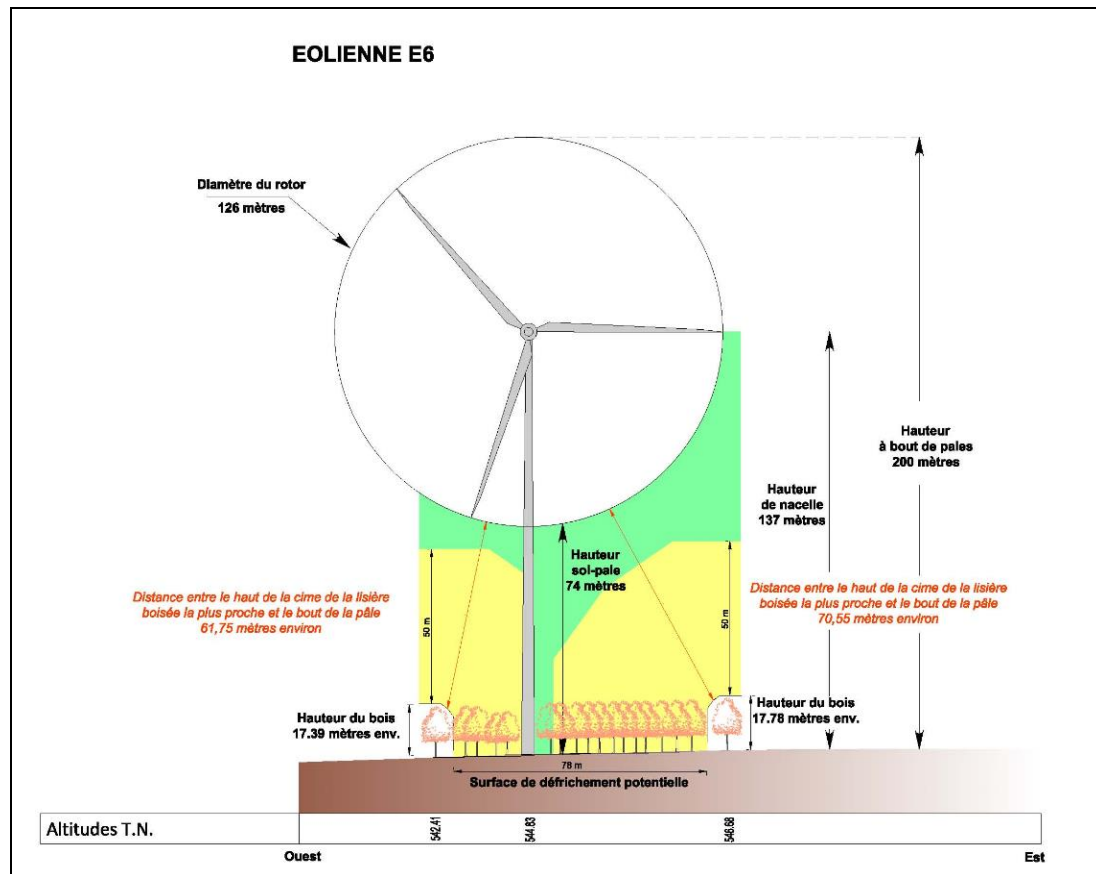 EOLIENNE E6
Diamètre du rotor
126 mètres
Hauteur
à bout de pales
200 mètres
Hauteur
de nacelle
137 mètres
Hauteur
sol-pale
74 mètres
Distance entre le haut de la cime de la lisière
boisée la plus proche et le bout de la pâle
61,75 mètres environ
Distance entre le haut de la cime de la lisière
boisée la plus proche et le bout de la pâle
70,55 mètres environ
50 m
50 m
Hauteur du bois
17.39 mètres env.
Hauteur du bois
17.78 mètres env.
78 m
Surface de défrichement potentielle
Altitudes T.N.
542.41
544.83
546.68
Ouest
Est